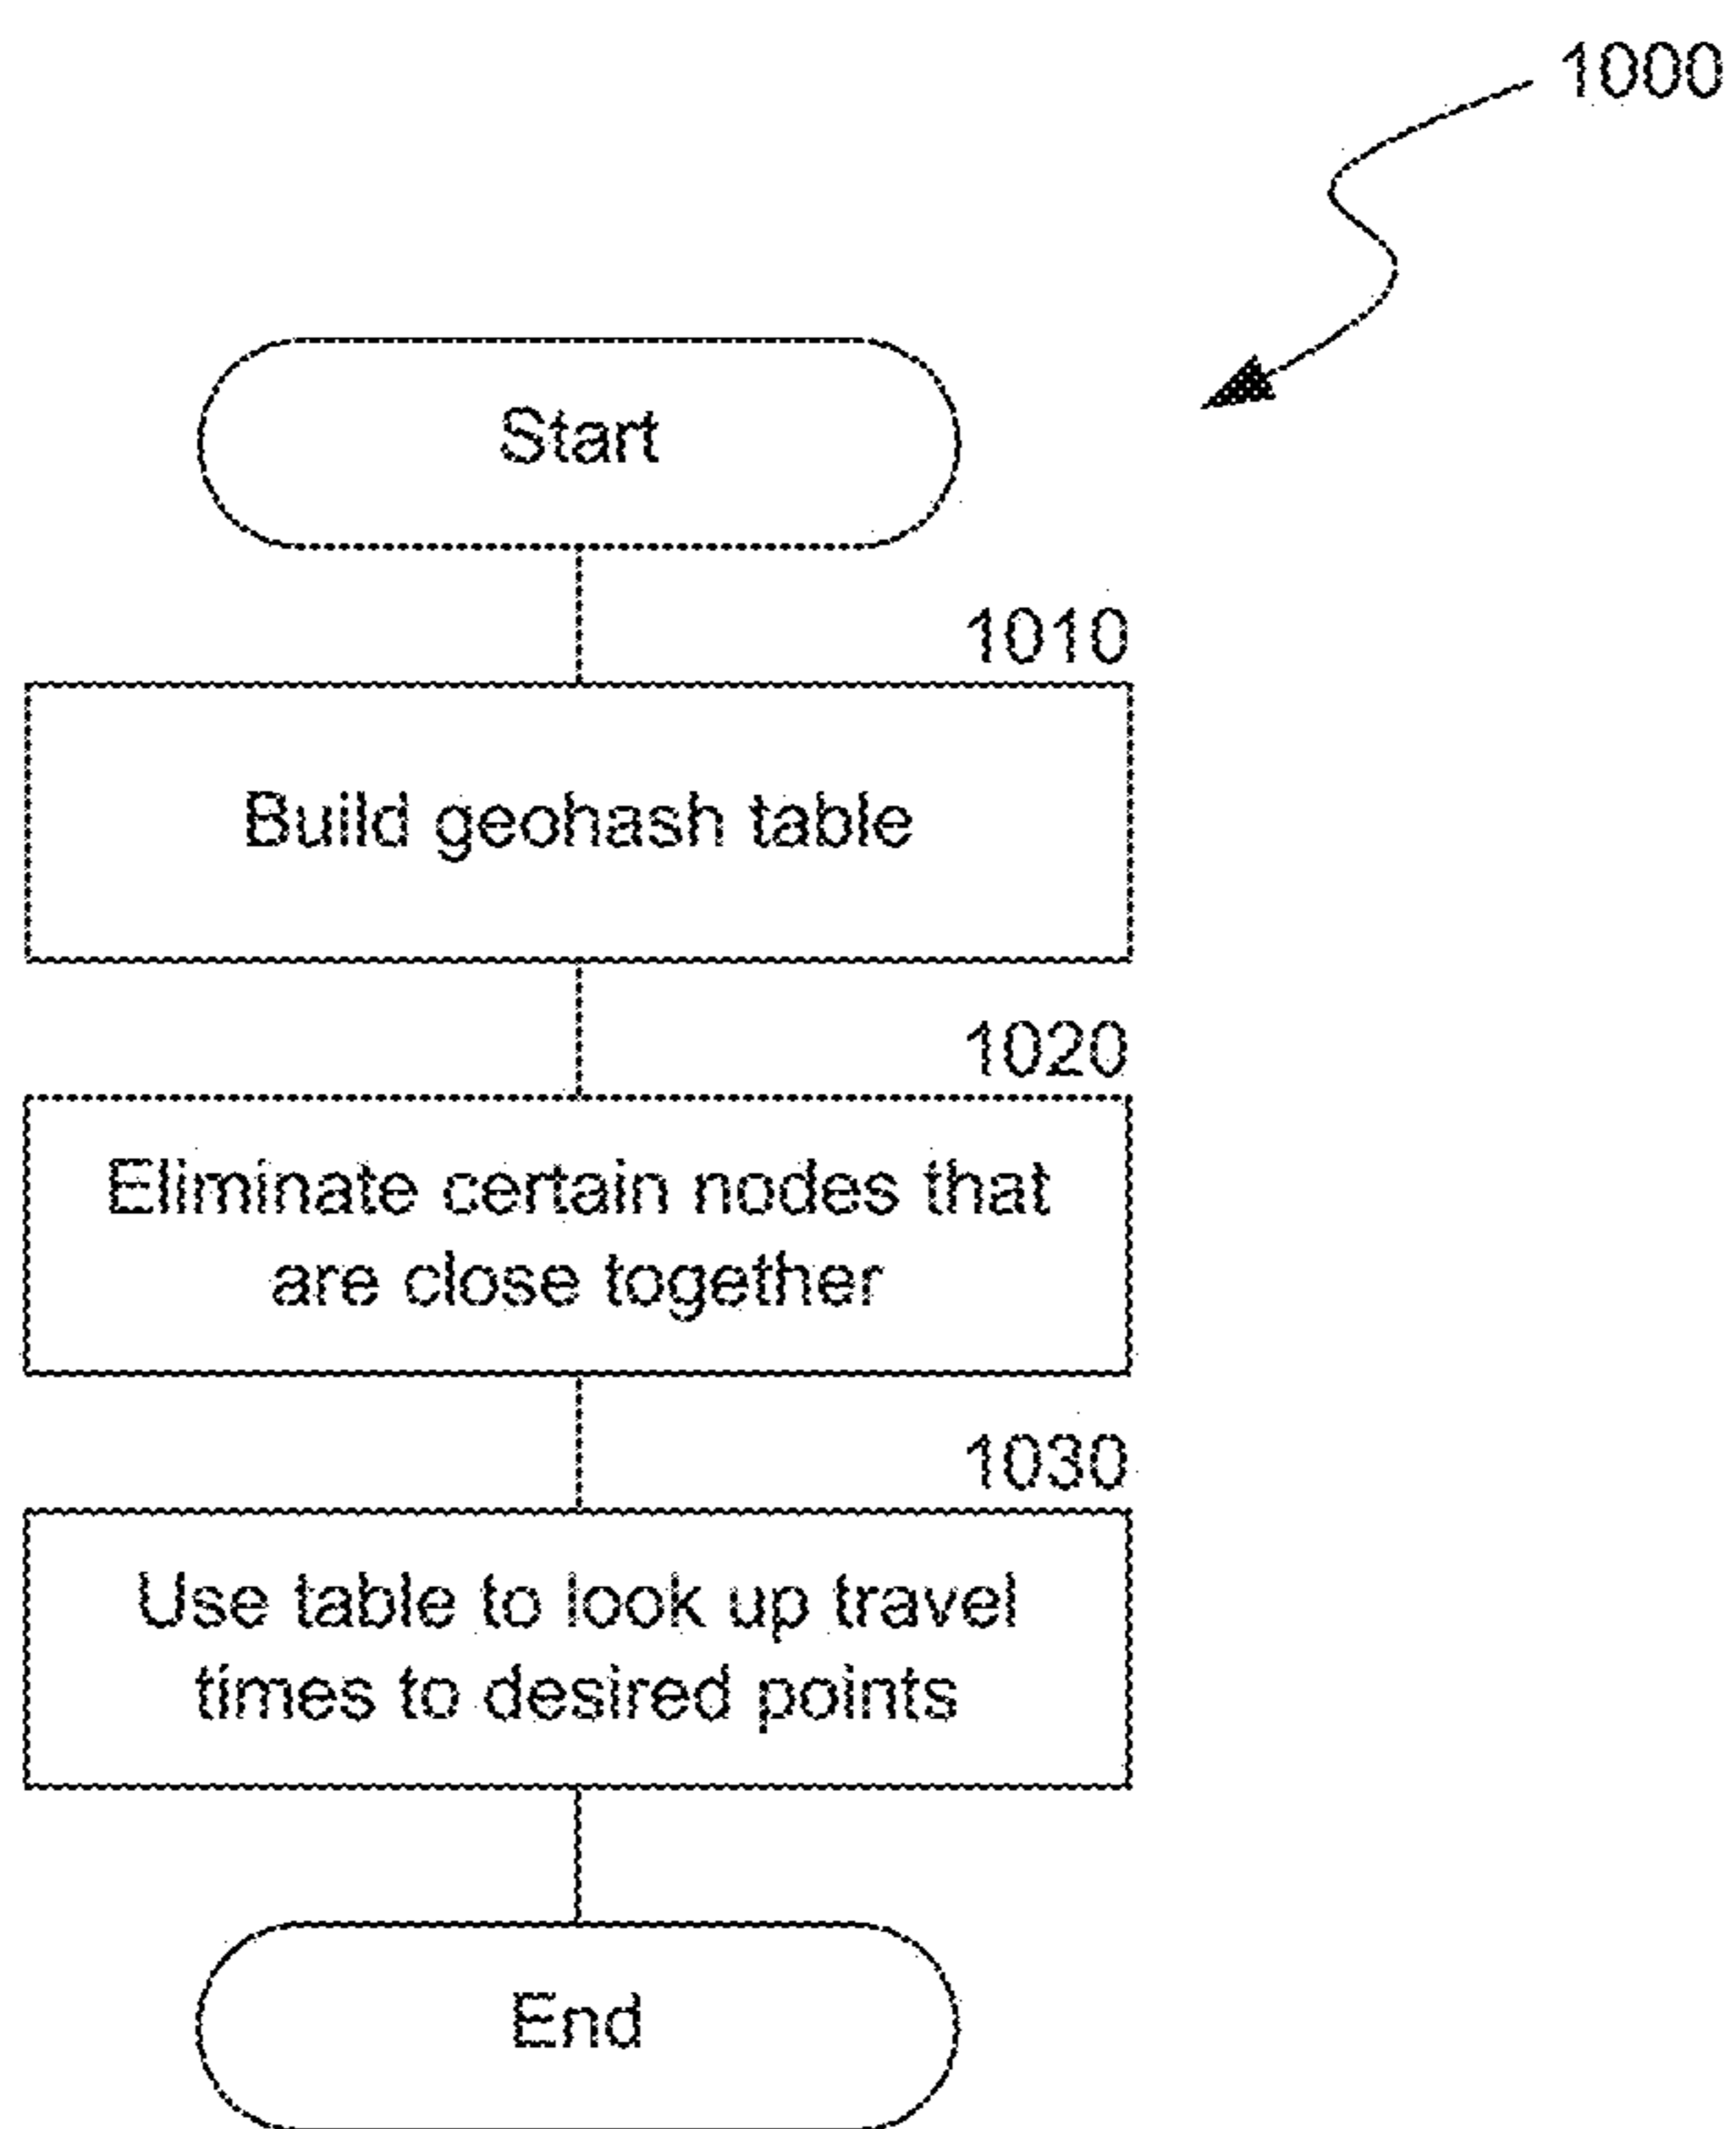 1000
Start
1010
Build geohash table
1020
Eliminate certain nodes that
are close together
1030
Use table to look up travel
times to desired points
End